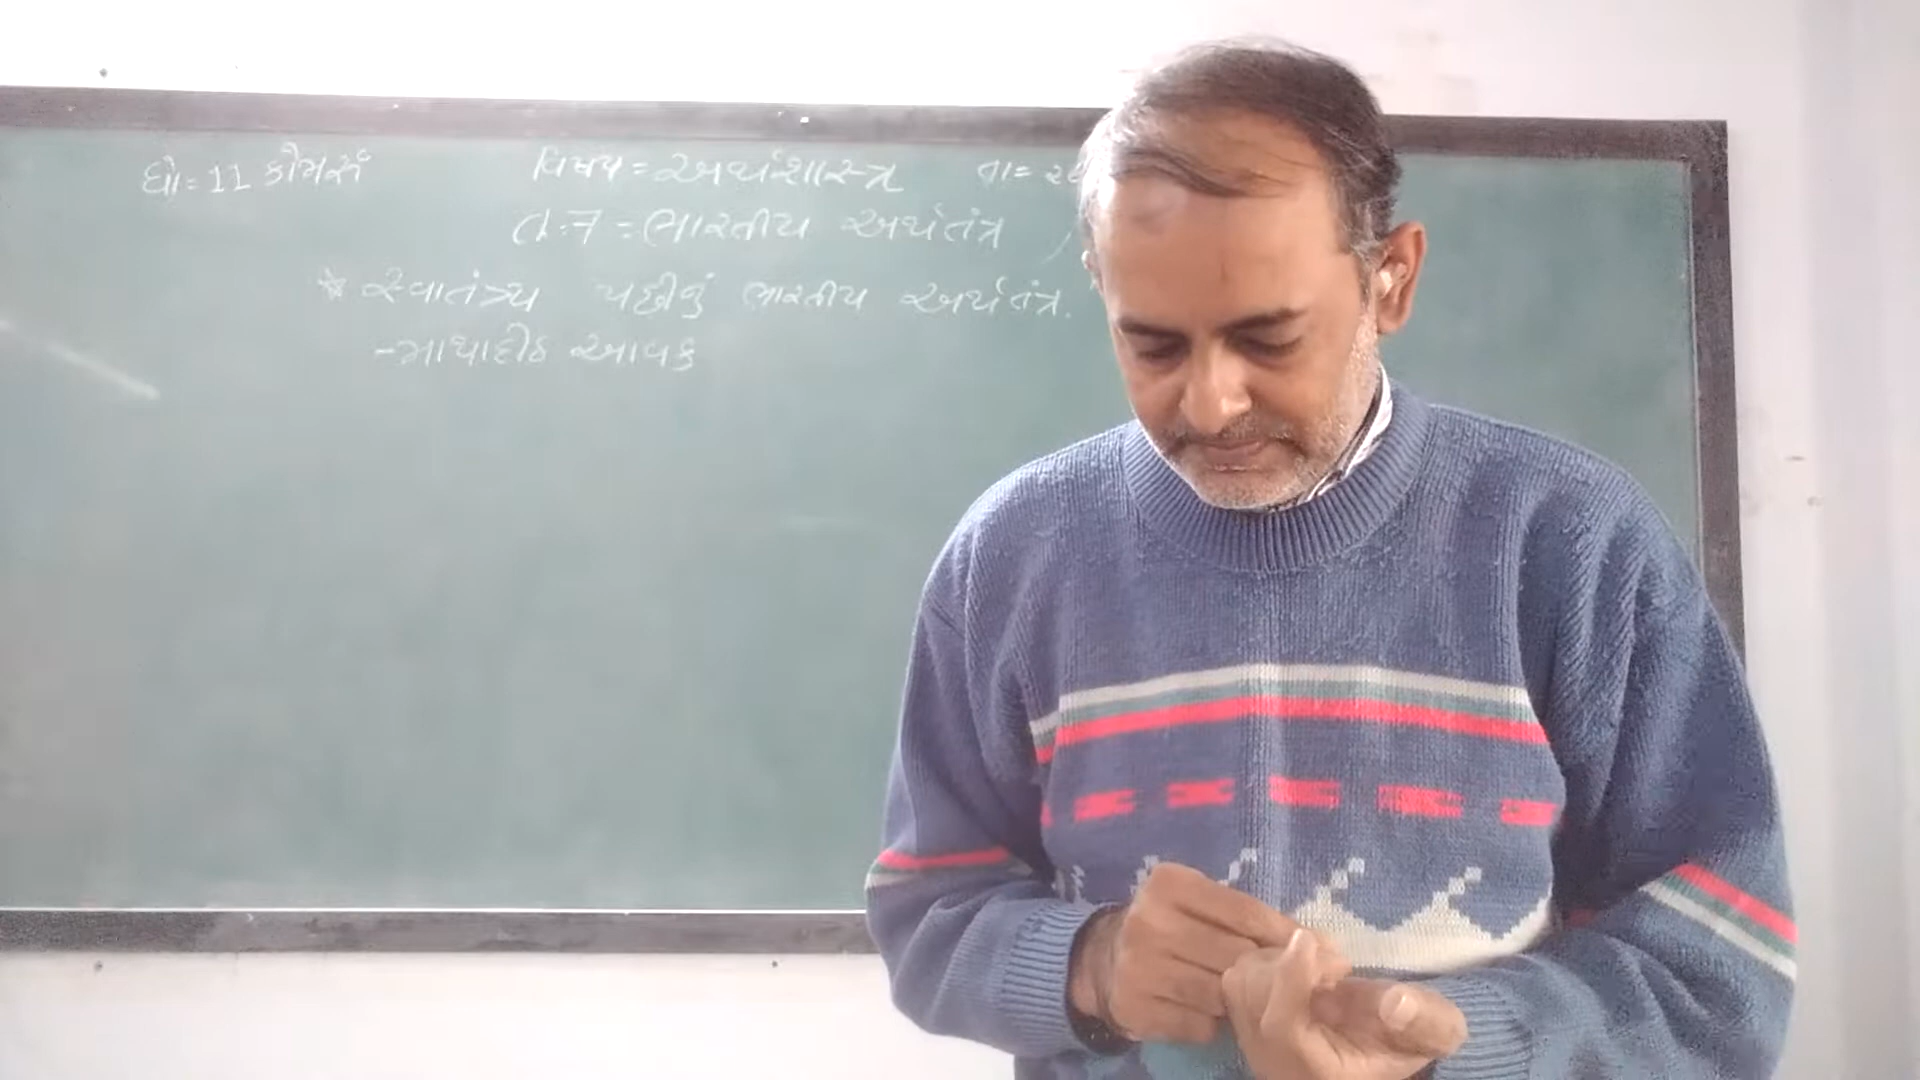 ધો = 11 કોમર્સ વિષય = અર્થશાસ્ત્ર તા =
ચે. 7 = ભારતીય અર્થતંત્ર
* સ્વાતંત્ર્ય પછીનું ભારતીય અર્થતંત્ર.
- માથાદીઠ આવક